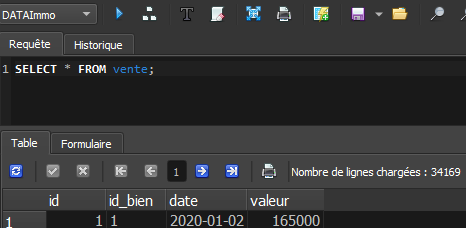 DATAImmo
Requête Historique
1 SELECT * FROM vente;
Table Formulaire
1 Nombre de lignes chargées : 34169
id id_bien date valeur
1 1 1 2020-01-02 165000